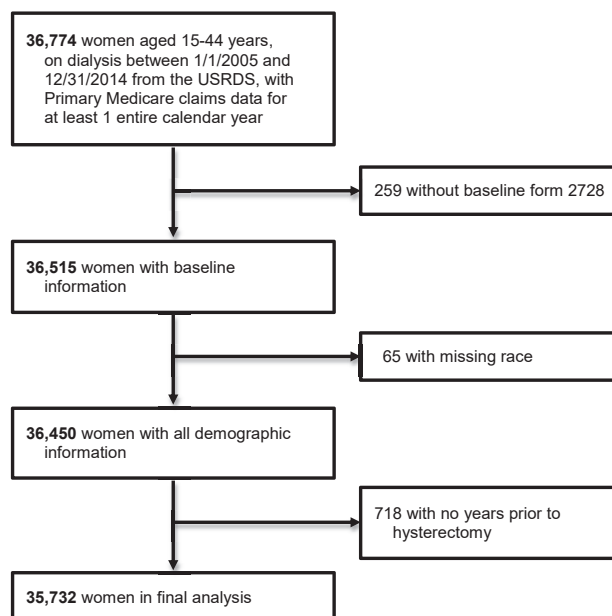 36,774 women aged 15-44 years,
on dialysis between 1/1/2005 and
12/31/2014 from the USRDS, with
Primary Medicare claims data for
at least 1 entire calendar year
259 without baseline form 2728
36,515 women with baseline
information
65 with missing race
36,450 women with all demographic
information
718 with no years prior to
hysterectomy
35,732 women in final analysis